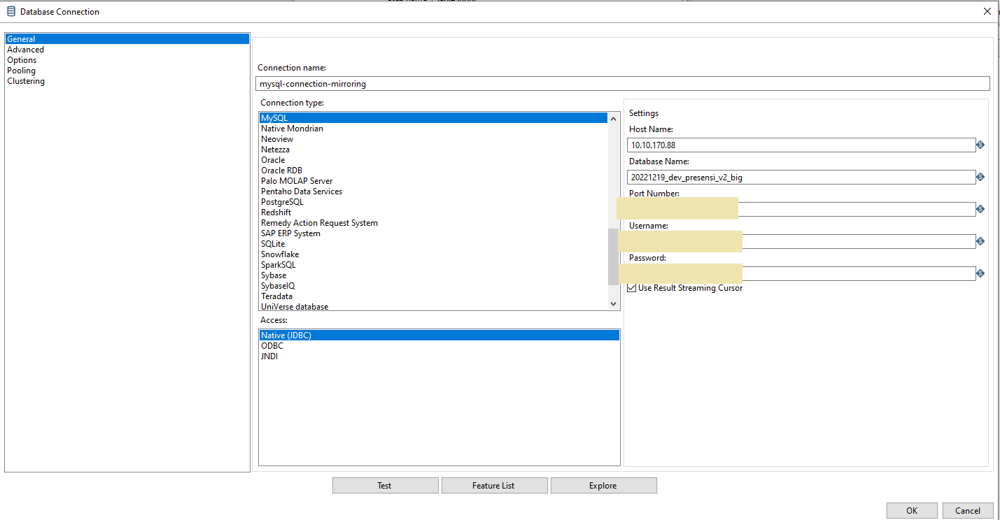 Database Connection
General
Advanced
Options
Pooling
Clustering
Connection name:
mysql-connection-mirroring
Connection type:
MySQL
Native Mondrian
Neoview
Netezza
Oracle
Oracle RDB
Palo MOLAP Server
Pentaho Data Services
PostgreSQL
Redshift
Remedy Action Request System
SAP ERP System
SQLite
Snowflake
SparkSQL
Sybase
SybaseIQ
Teradata
UniVerse database
Access:
Native (JDBC)
ODBC
JNDI
Settings
Host Name:
10.10.170.88
Database Name:
20221219_dev_presensi_v2_big
Port Number:
Username:
Password:
Use Result Streaming Cursor
Test
Feature List
Explore
OK
Cancel